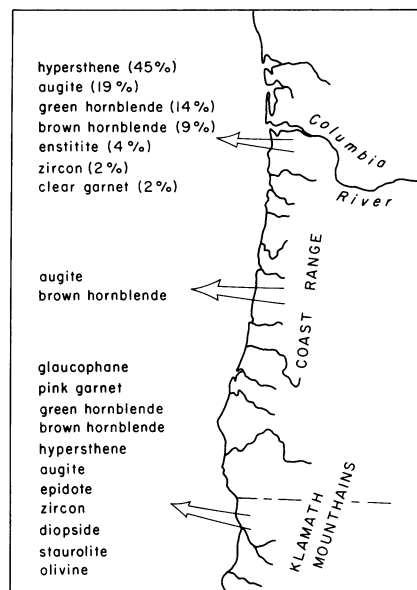 hypersthene (45%)
augite (19%)
green hornblende (14%)
brown hornblende (9%)
enstitite (4%)
zircon (2%)
clear garnet (2%)
Columbia
River
augite
brown hornblende
COAST RANGE
glaucophane
pink garnet
green hornblende
brown hornblende
hypersthene
augite
epidote
zircon
diopside
staurolite
olivine
KLAMATH
MOUNTHAINS